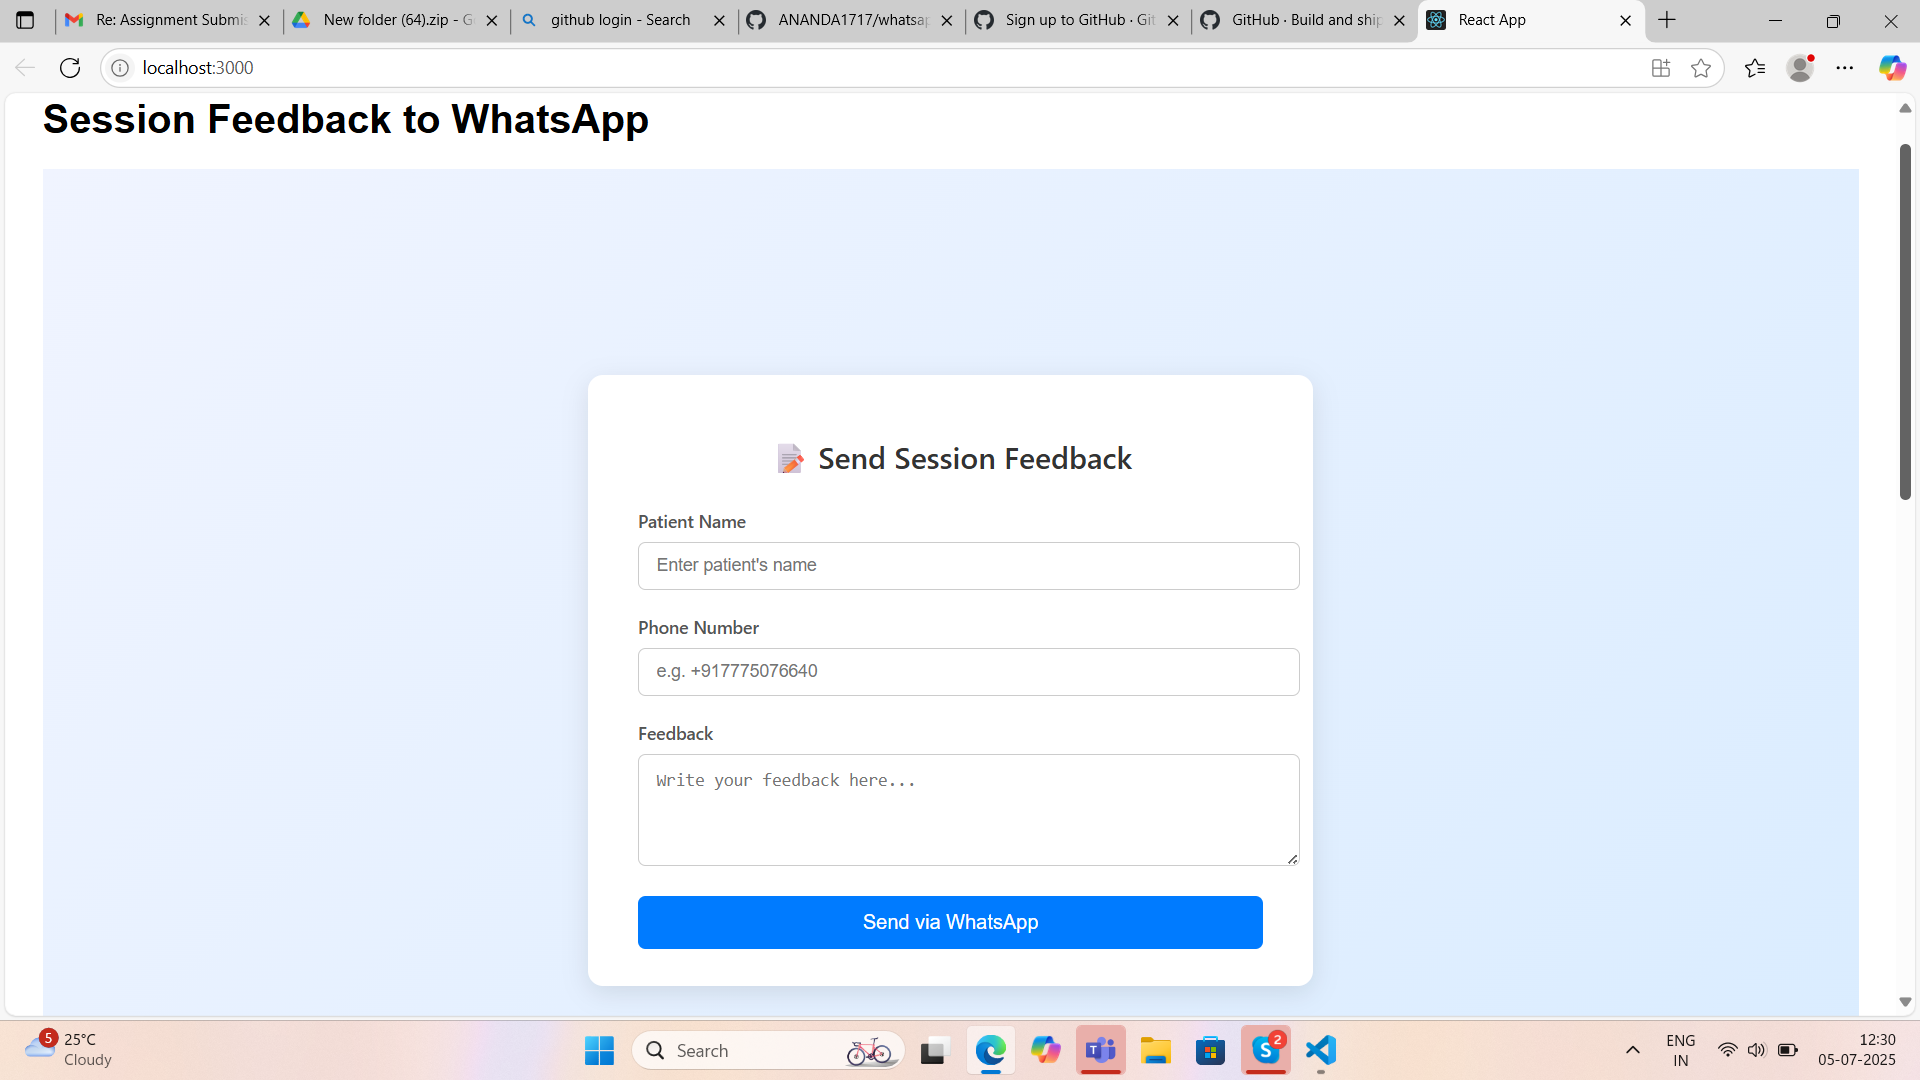 Re: Assignment Submis
New folder (64).zip - G
github login - Search
ANANDA1717/whatsap
Sign up to GitHub · Git
GitHub · Build and ship
React App
localhost:3000
Session Feedback to WhatsApp
Send Session Feedback
Patient Name
Enter patient's name
Phone Number
e.g. +917775076640
Feedback
Write your feedback here...
Send via WhatsApp
5
25°C
Cloudy
Search
T
S
2
ENG
IN
12:30
05-07-2025